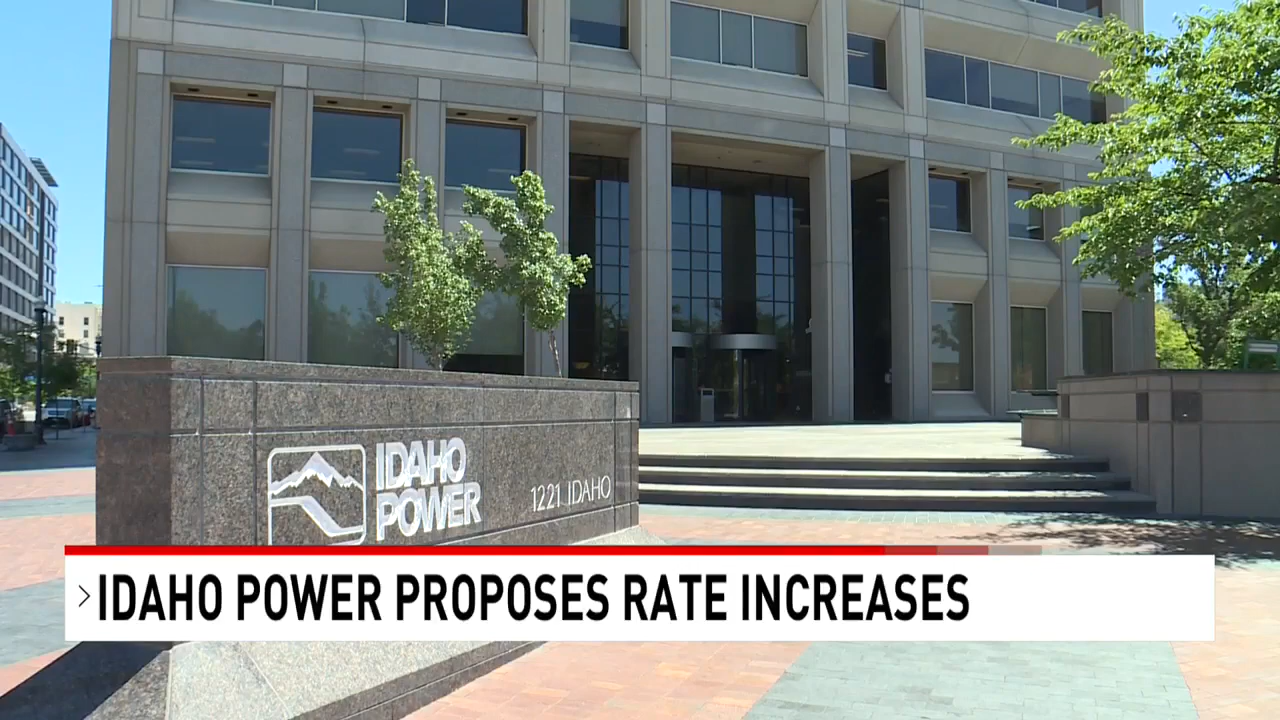 IDAHO
POWER
1221 IDAHO
IDAHO POWER PROPOSES RATE INCREASES